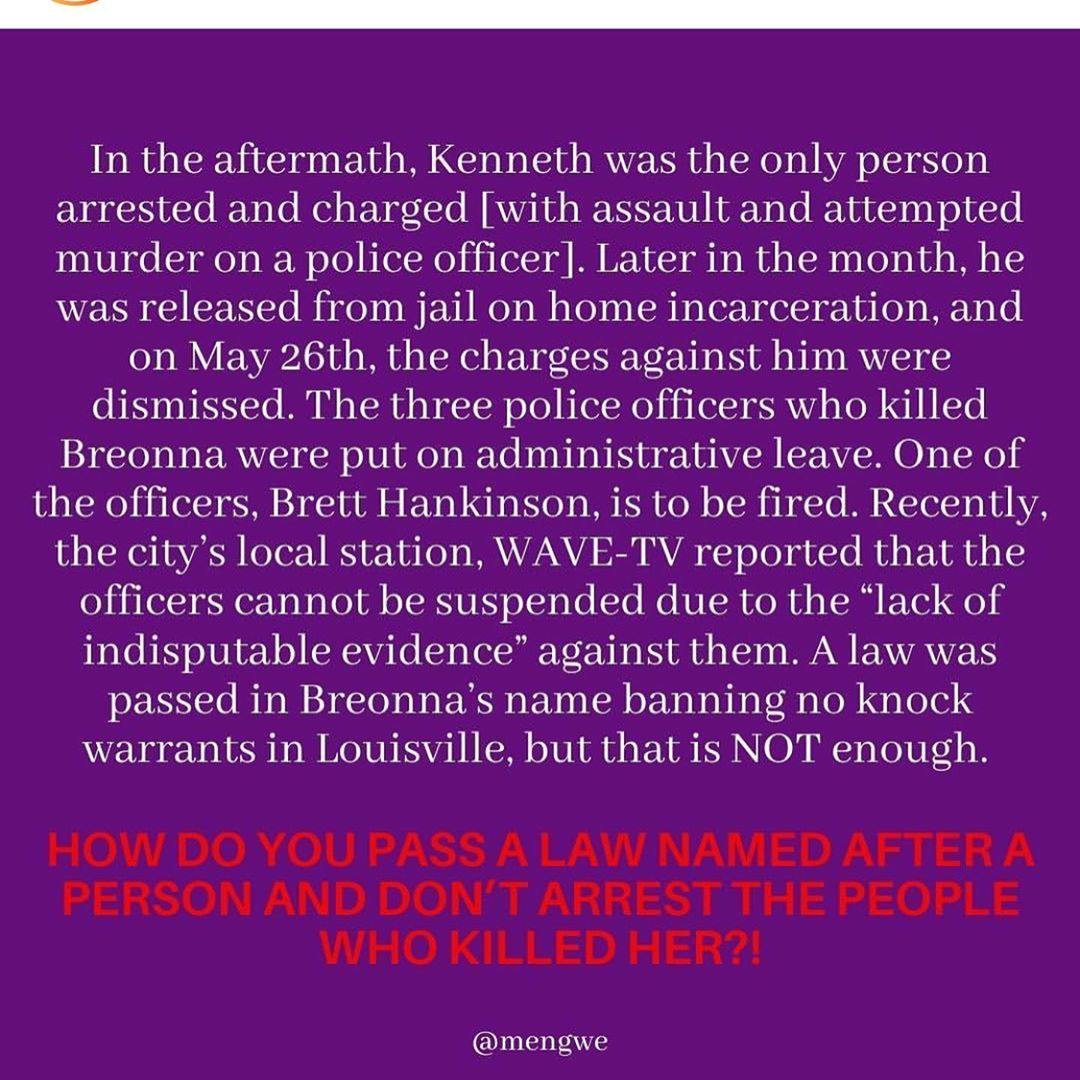 In the aftermath, Kenneth was the only person
arrested and charged [with assault and attempted
murder on a police officer]. Later in the month, he
was released from jail on home incarceration, and
on May 26th, the charges against him were
dismissed. The three police officers who killed
Breonna were put on administrative leave. One of
the officers, Brett Hankinson, is to be fired. Recently,
the city’s local station, WAVE-TV reported that the
officers cannot be suspended due to the “lack of
indisputable evidence” against them. A law was
passed in Breonna’s name banning no knock
warrants in Louisville, but that is NOT enough.
HOW DO YOU PASS A LAW NAMED AFTER A
PERSON AND DON’T ARREST THE PEOPLE
WHO KILLED HER?!
@mengwe